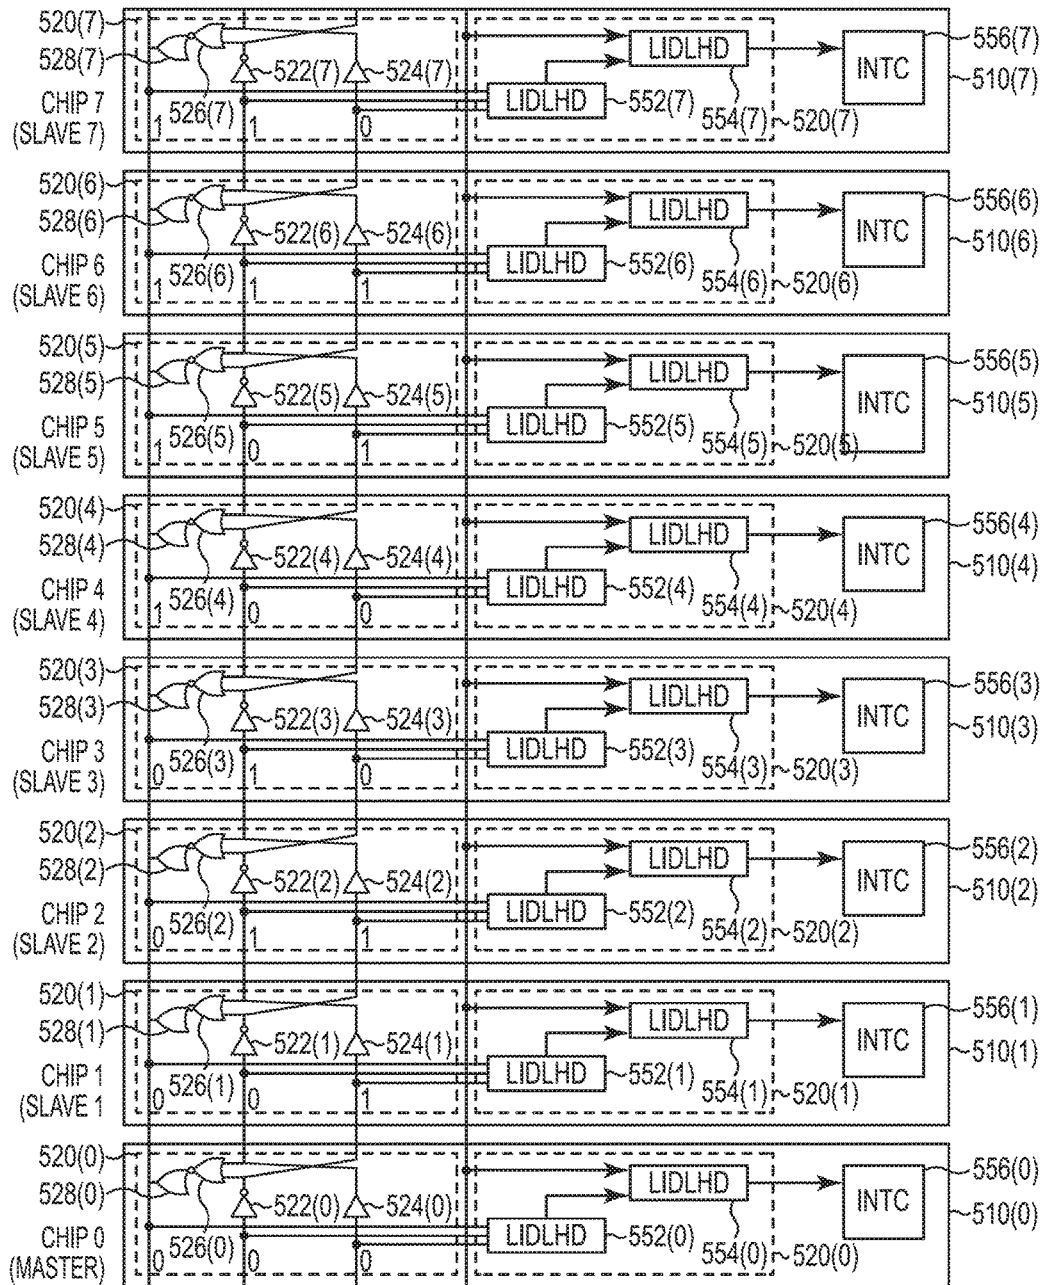 520(7)
528(7)
CHIP 7
(SLAVE 7)
526(7)
522(7)
524(7)
1 1 0
LIDLHD
LIDLHD
552(7)
554(7)
520(7)
INTC
556(7)
510(7)
520(6)
528(6)
CHIP 6
(SLAVE 6)
526(6)
522(6)
524(6)
1 1 1
LIDLHD
LIDLHD
552(6)
554(6)
520(6)
INTC
556(6)
510(6)
520(5)
528(5)
CHIP 5
(SLAVE 5)
526(5)
522(5)
524(5)
1 0 1
LIDLHD
LIDLHD
552(5)
554(5)
520(5)
INTC
556(5)
510(5)
520(4)
528(4)
CHIP 4
(SLAVE 4)
526(4)
522(4)
524(4)
1 0 0
LIDLHD
LIDLHD
552(4)
554(4)
520(4)
INTC
556(4)
510(4)
520(3)
528(3)
CHIP 3
(SLAVE 3)
526(3)
522(3)
524(3)
0 1 0
LIDLHD
LIDLHD
552(3)
554(3)
520(3)
INTC
556(3)
510(3)
520(2)
528(2)
CHIP 2
(SLAVE 2)
526(2)
522(2)
524(2)
0 1 1
LIDLHD
LIDLHD
552(2)
554(2)
520(2)
INTC
556(2)
510(2)
520(1)
528(1)
CHIP 1
(SLAVE 1
526(1)
522(1)
524(1)
0 0 1
LIDLHD
LIDLHD
552(1)
554(1)
520(1)
INTC
556(1)
510(1)
520(0)
528(0)
CHIP 0
(MASTER)
526(0)
522(0)
524(0)
0 0 0
LIDLHD
LIDLHD
552(0)
554(0)
520(0)
INTC
556(0)
510(0)